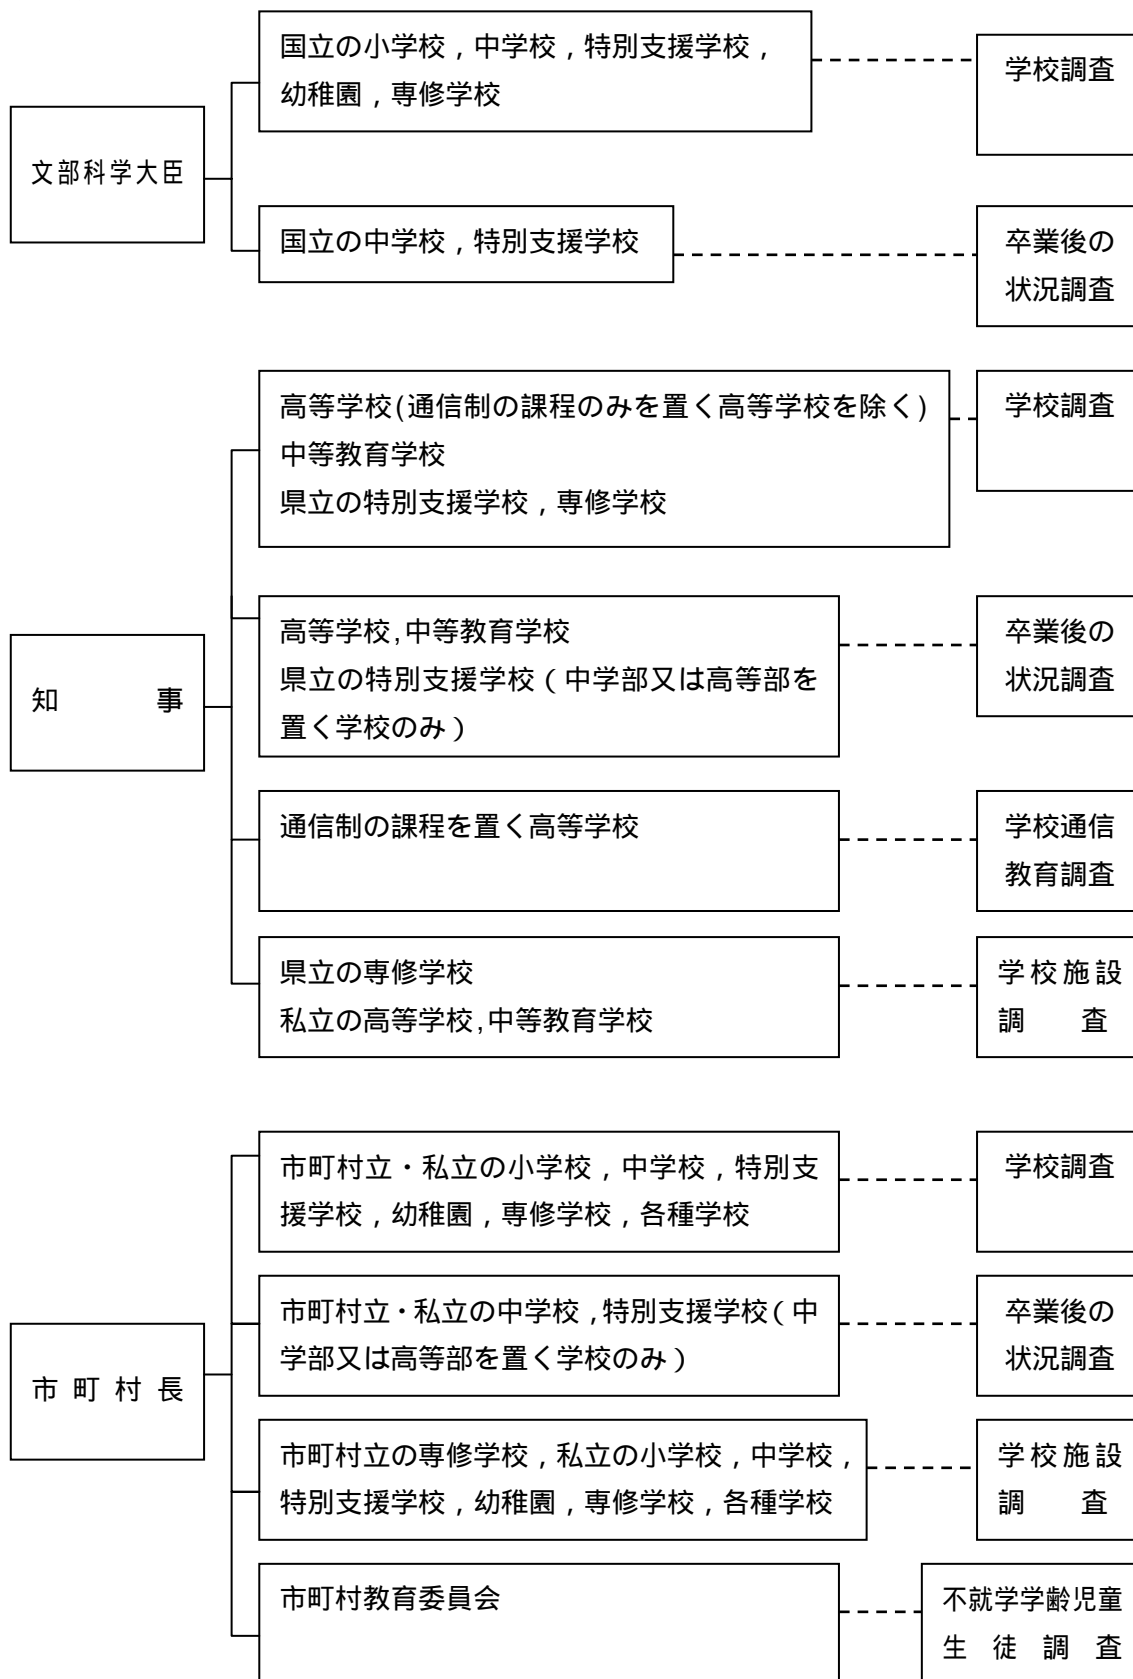 国立の小学校，中学校，特別支援学校，
幼稚園，専修学校
学校調査
文部科学大臣
国立の中学校，特別支援学校
卒業後の
状況調査
高等学校(通信制の課程のみを置く高等学校を除く)
中等教育学校
県立の特別支援学校，専修学校
学校調査
知　事
高等学校,中等教育学校
県立の特別支援学校（中学部又は高等部を
置く学校のみ）
卒業後の
状況調査
通信制の課程を置く高等学校
学校通信
教育調査
県立の専修学校
私立の高等学校,中等教育学校
学校施設
調　査
市町村立・私立の小学校，中学校，特別支
援学校，幼稚園，専修学校，各種学校
学校調査
市町村長
市町村立・私立の中学校，特別支援学校（中
学部又は高等部を置く学校のみ）
卒業後の
状況調査
市町村立の専修学校，私立の小学校，中学校，
特別支援学校，幼稚園，専修学校，各種学校
学校施設
調　査
市町村教育委員会
不就学学齢児童
生徒調査